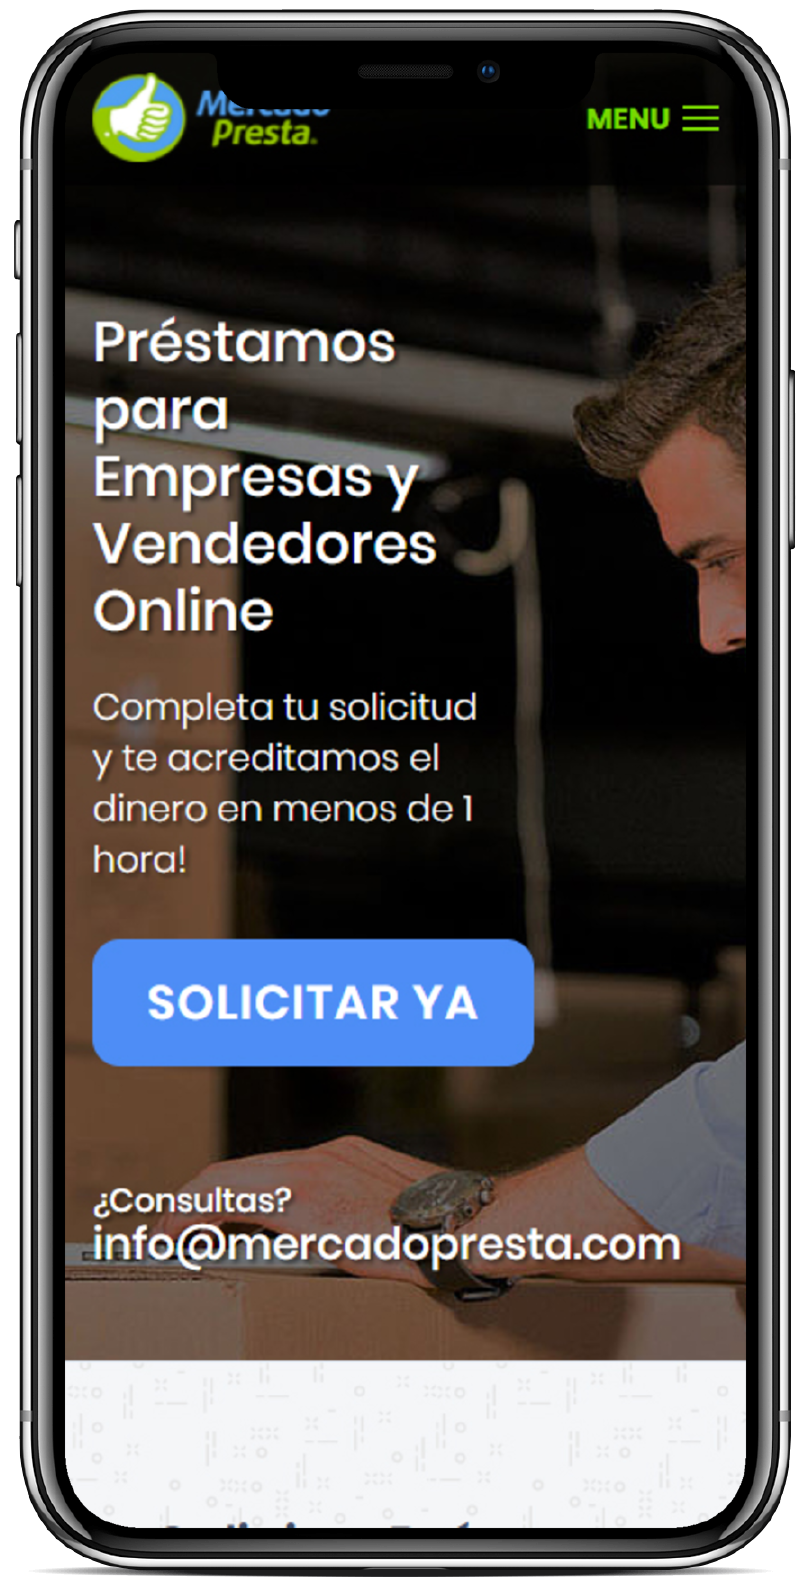 Mercado
Presta.
MENU
Préstamos
para
Empresas y
Vendedores
Online
Completa tu solicitud
y te acreditamos el
dinero en menos de 1
hora!
SOLICITAR YA
¿Consultas?
info@mercadopresta.com